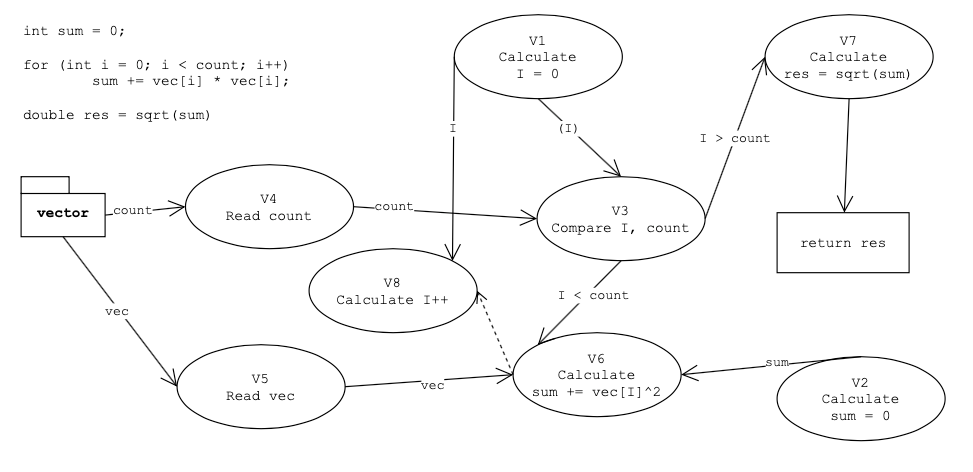 int sum = 0;
for (int i = 0; i < count; i++)
sum += vec[i] * vec[i];
double res = sqrt(sum)
V1
Calculate
I = 0
V7
Calculate
res = sqrt(sum)
I
(I)
I > count
vector
count
V4
Read count
count
V3
Compare I, count
return res
V8
Calculate I++
I < count
vec
V5
Read vec
vec
V6
Calculate
sum += vec[I]^2
sum
V2
Calculate
sum = 0